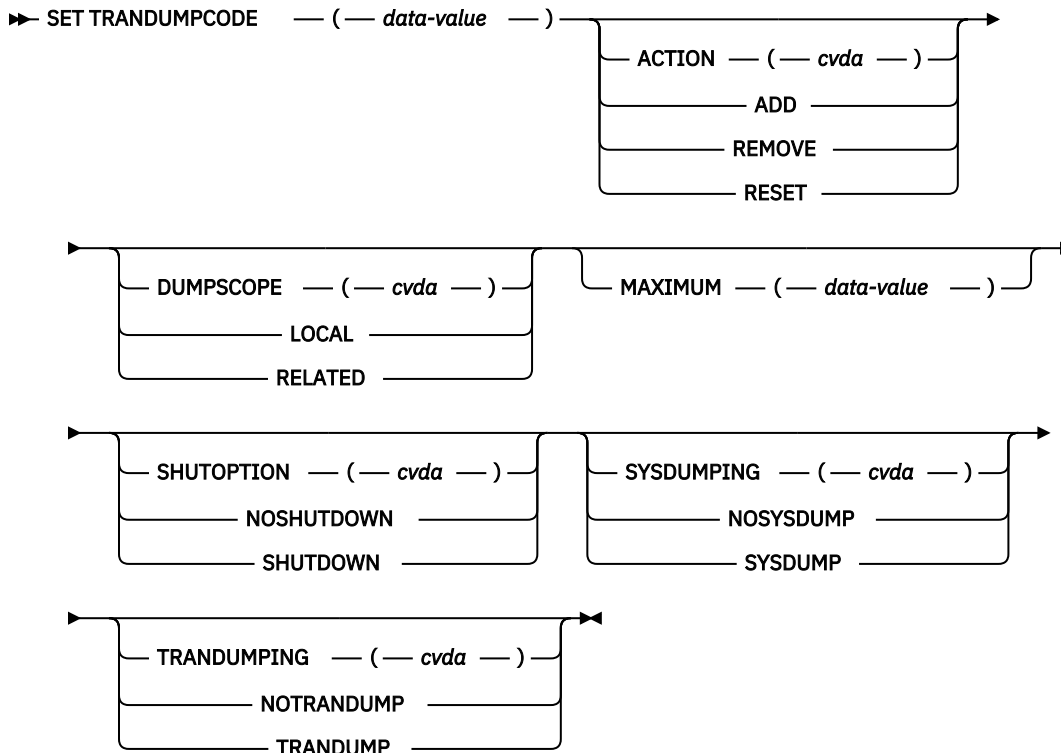 SET TRANDUMPCODE ( data-value )
ACTION ( cvda )
ADD
REMOVE
RESET
DUMPSCOPE ( cvda )
LOCAL
RELATED
MAXIMUM ( data-value )
SHUTOPTION ( cvda )
NOSHUTDOWN
SHUTDOWN
SYSDUMPING ( cvda )
NOSYSDUMP
SYSDUMP
TRANDUMPING ( cvda )
NOTRANDUMP
TRANDUMP